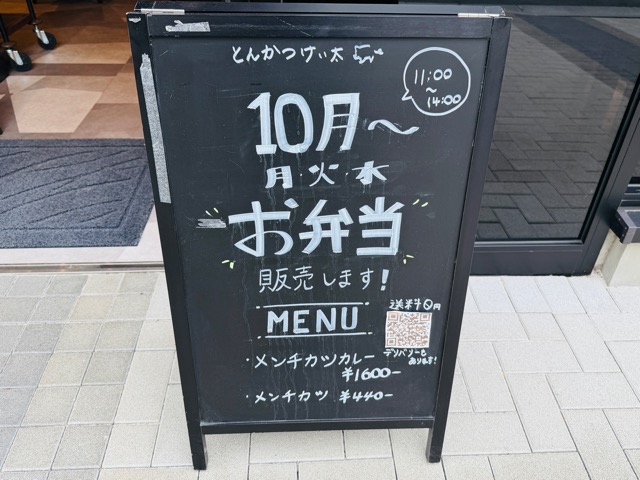 とんかつけい太
11:00
〜
14:00
10月〜
月・火・水
お弁当
販売します!
MENU
送料0円
デリバリーも
あります!
・メンチカツカレー
¥1600-
・メンチカツ ¥440-